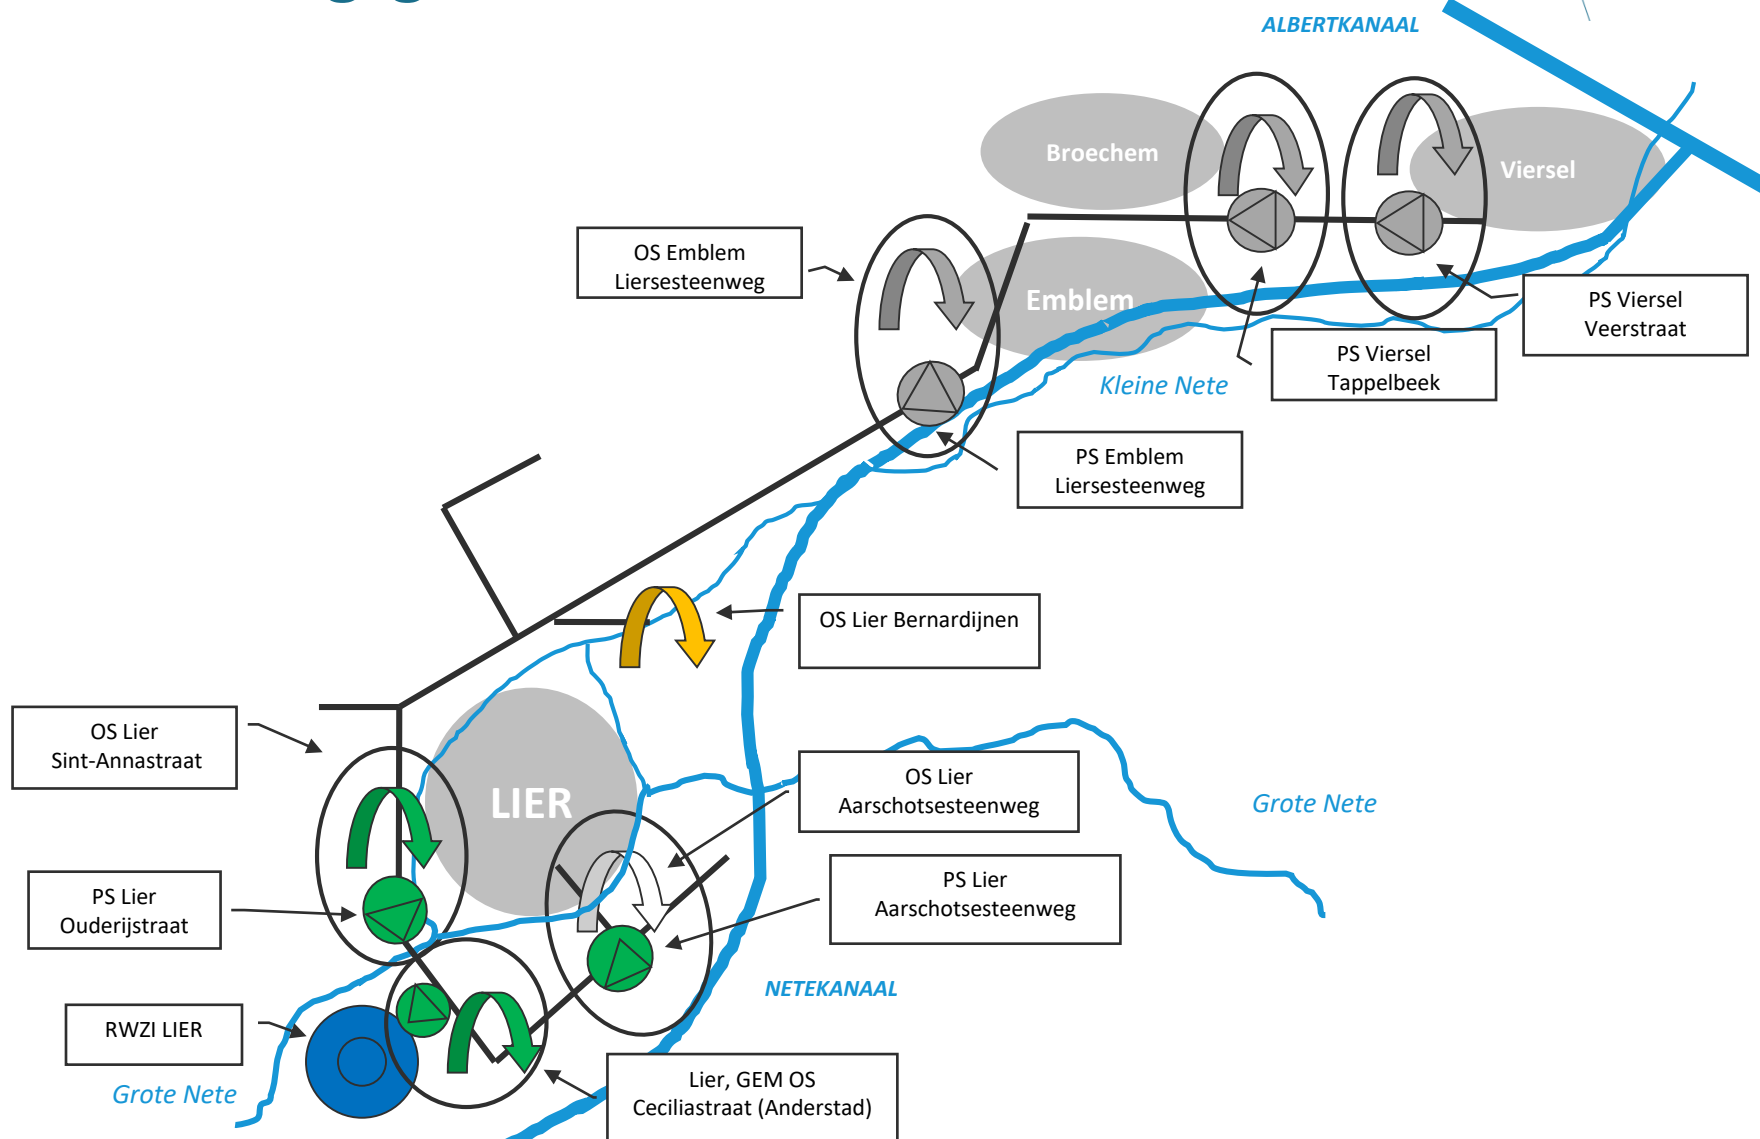 ALBERTKANAAL
Broechem
Viersel
OS Emblem
Liersesteenweg
Emblem
PS Viersel
Veerstraat
PS Viersel
Tappelbeek
Kleine Nete
PS Emblem
Liersesteenweg
OS Lier Bernardijnen
OS Lier
Sint-Annastraat
LIER
OS Lier
Aarschotsesteenweg
Grote Nete
PS Lier
Ouderijstraat
PS Lier
Aarschotsesteenweg
NETEKANAAL
RWZI LIER
Grote Nete
Lier, GEM OS
Ceciliastraat (Anderstad)